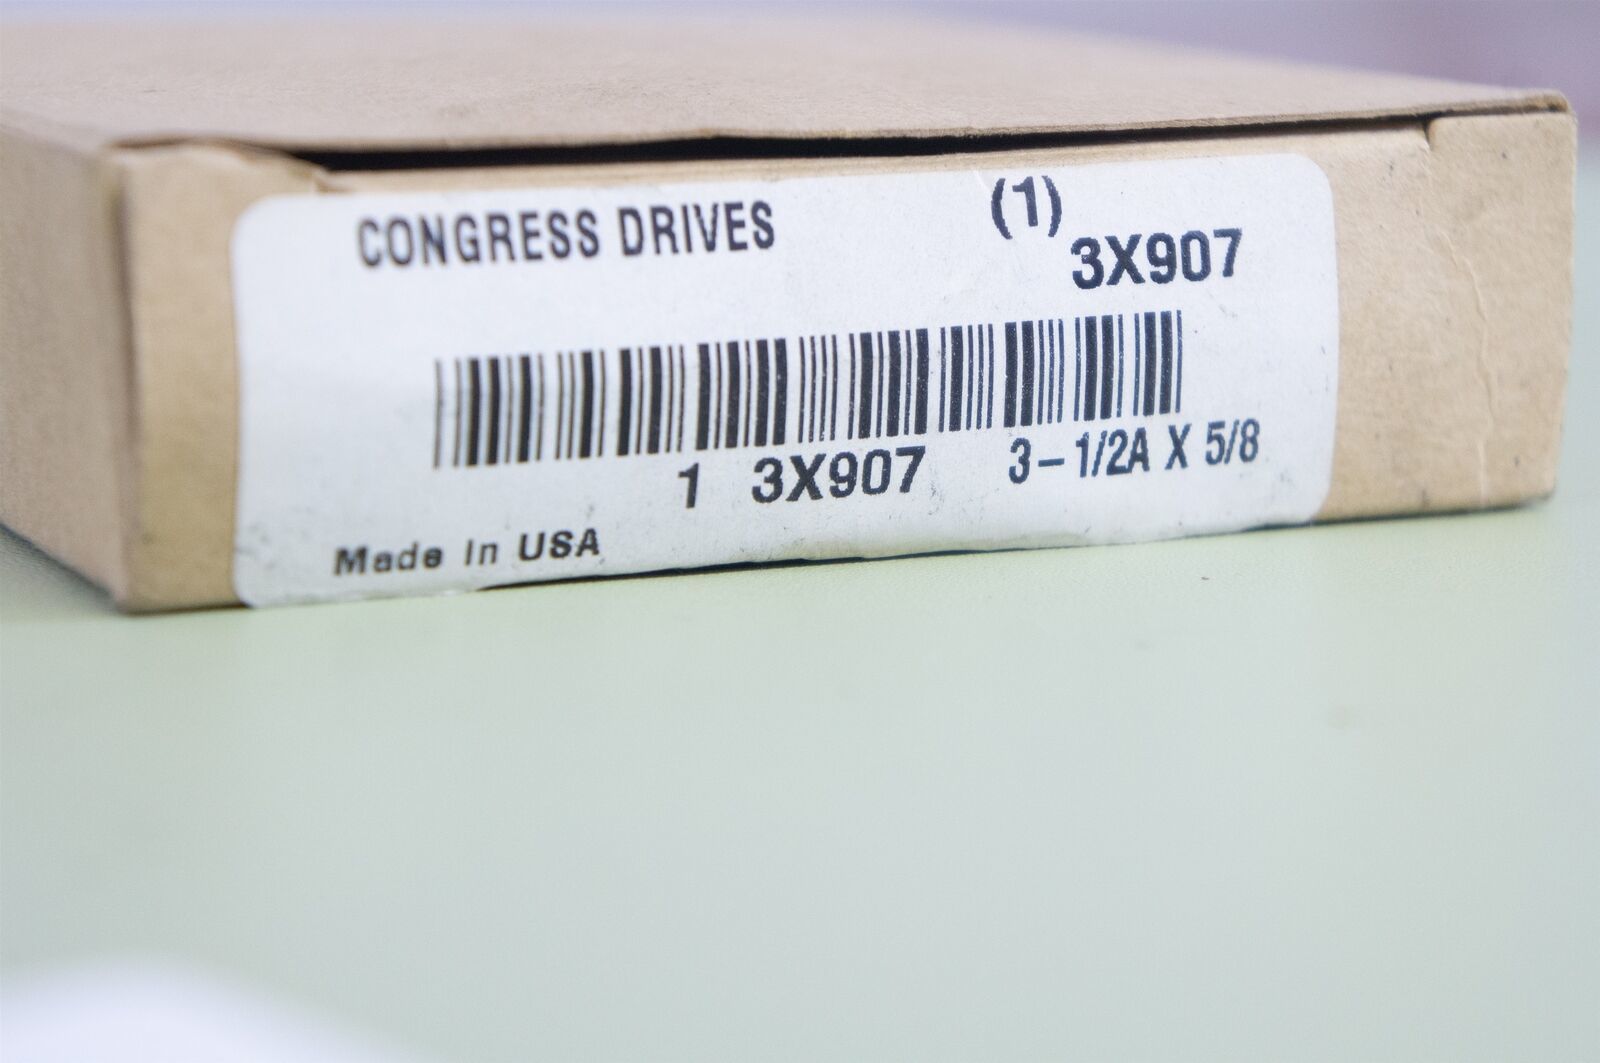 CONGRESS DRIVES
(1)
3X907
1 3X907 3-1/2A X 5/8
Made in USA